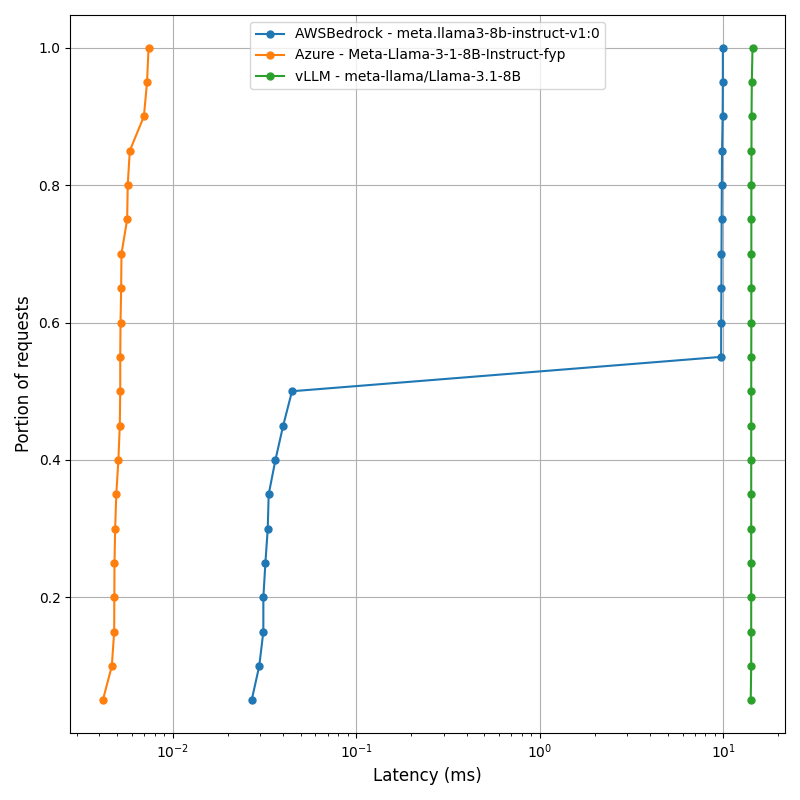 AWSBedrock - meta.llama3-8b-instruct-v1:0
Azure - Meta-Llama-3-1-8B-Instruct-fyp
vLLM - meta-llama/Llama-3.1-8B
1.0
0.8
0.6
0.4
0.2
Portion of requests
10⁻² 10⁻¹ 10⁰ 10¹
Latency (ms)